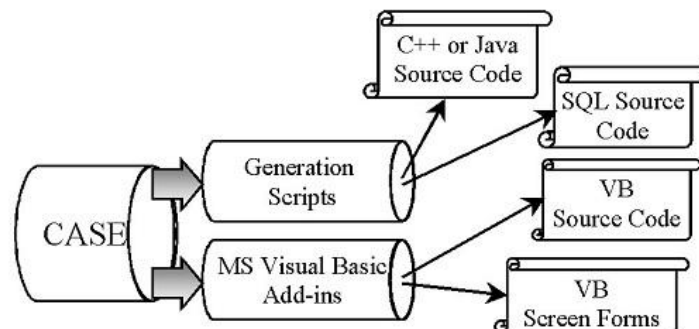 C++ or Java
Source Code
SQL Source
Code
Generation
Scripts
VB
Source Code
CASE
MS Visual Basic
Add-ins
VB
Screen Forms